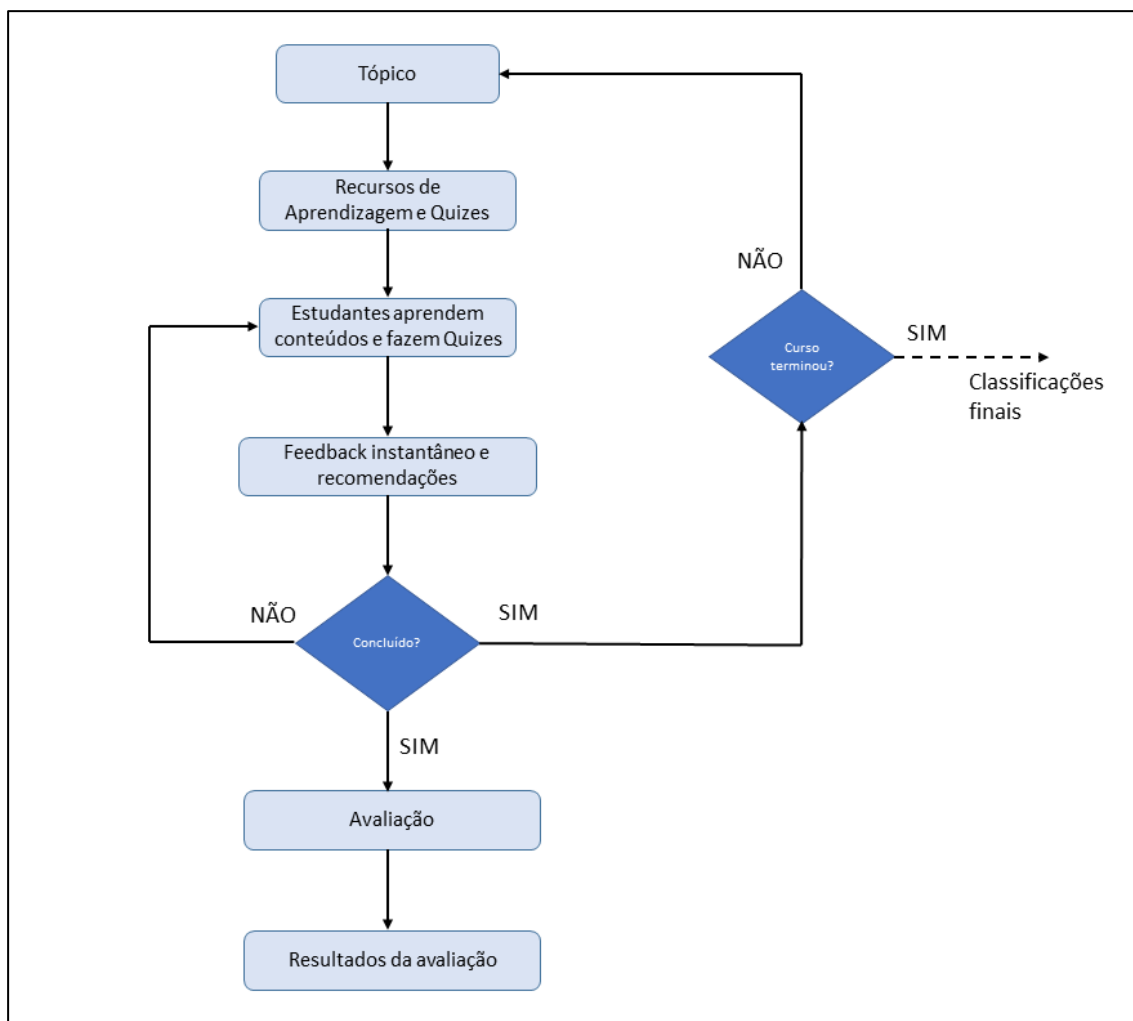 Tópico
Recursos de
Aprendizagem e Quizes
Estudantes aprendem
conteúdos e fazem Quizes
Feedback instantâneo e
recomendações
NÃO
Concluído?
SIM
SIM
Avaliação
Resultados da avaliação
NÃO
Curso
terminou?
SIM
Classificações
finais